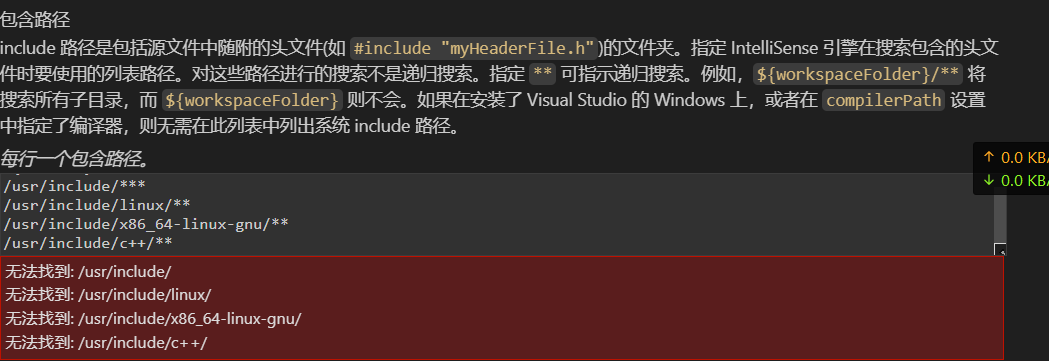 包含路径
include 路径是包括源文件中随附的头文件(如 #include "myHeaderFile.h")的文件夹。指定 IntelliSense 引擎在搜索包含的头文
件时要使用的列表路径。对这些路径进行的搜索不是递归搜索。指定 ** 可指示递归搜索。例如，${workspaceFolder}/** 将
搜索所有子目录，而 ${workspaceFolder} 则不会。如果在安装了 Visual Studio 的 Windows 上，或者在 compilerPath 设置
中指定了编译器，则无需在此列表中列出系统 include 路径。
每行一个包含路径。
↑ 0.0 KB/
↓ 0.0 KB/
/usr/include/***
/usr/include/linux/**
/usr/include/x86_64-linux-gnu/**
/usr/include/c++/**
无法找到: /usr/include/
无法找到: /usr/include/linux/
无法找到: /usr/include/x86_64-linux-gnu/
无法找到: /usr/include/c++/